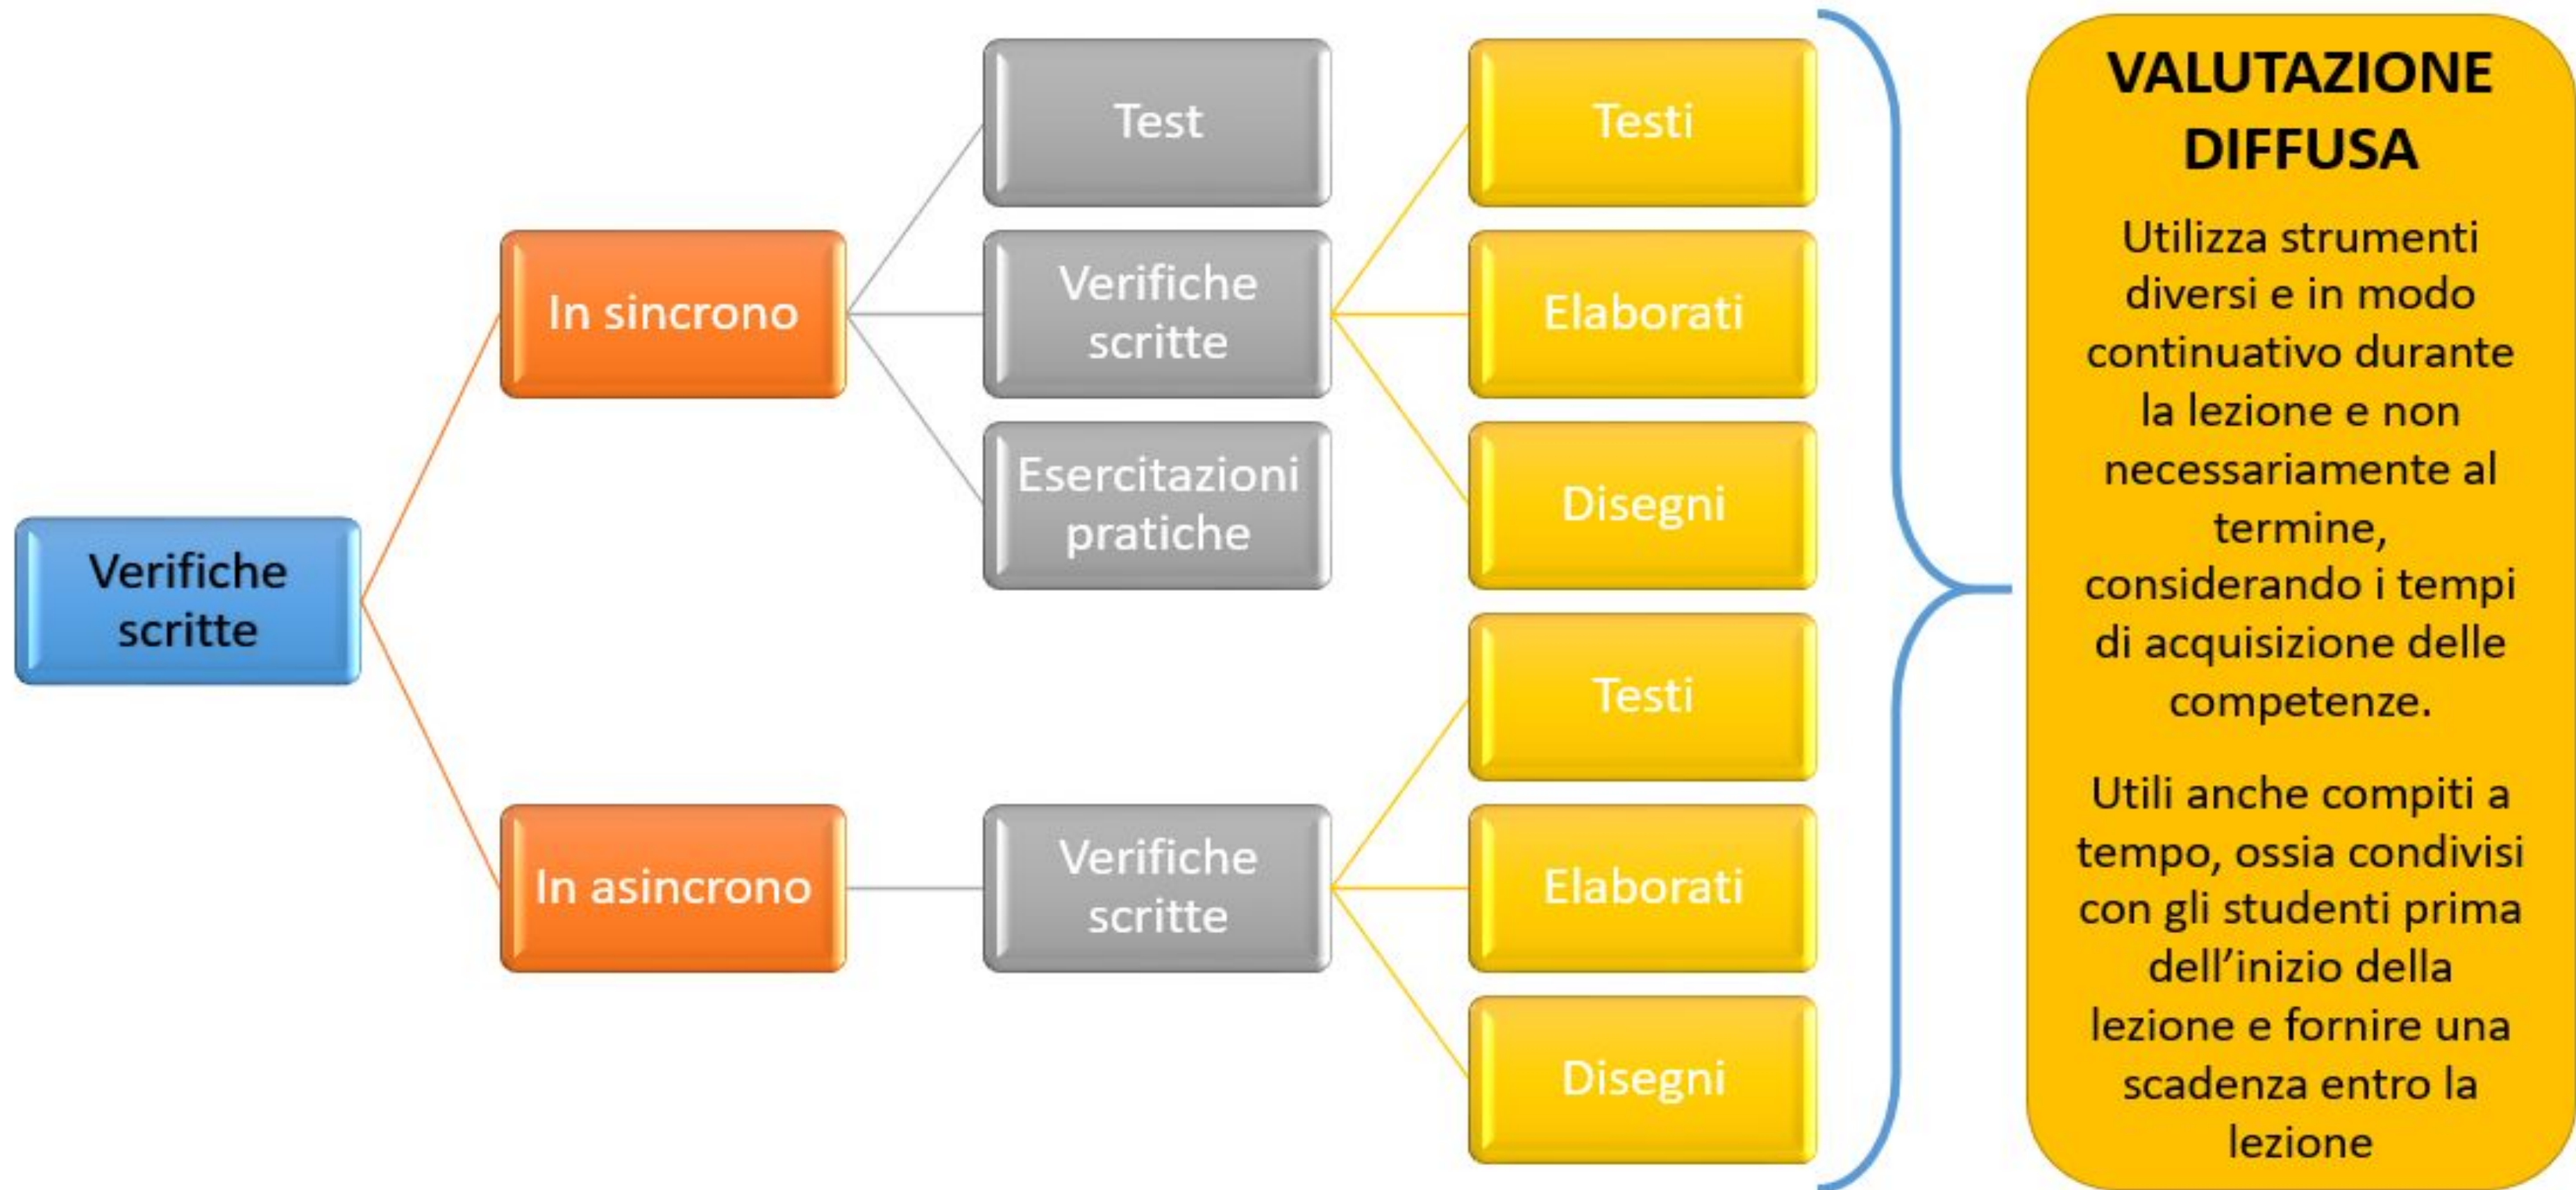 Verifiche
scritte
In sincrono
Test
Verifiche
scritte
Esercitazioni
pratiche
Testi
Elaborati
Disegni
In asincrono
Verifiche
scritte
Testi
Elaborati
Disegni
VALUTAZIONE
DIFFUSA
Utilizza strumenti
diversi e in modo
continuativo durante
la lezione e non
necessariamente al
termine,
considerando i tempi
di acquisizione delle
competenze.
Utili anche compiti a
tempo, ossia condivisi
con gli studenti prima
dell’inizio della
lezione e fornire una
scadenza entro la
lezione